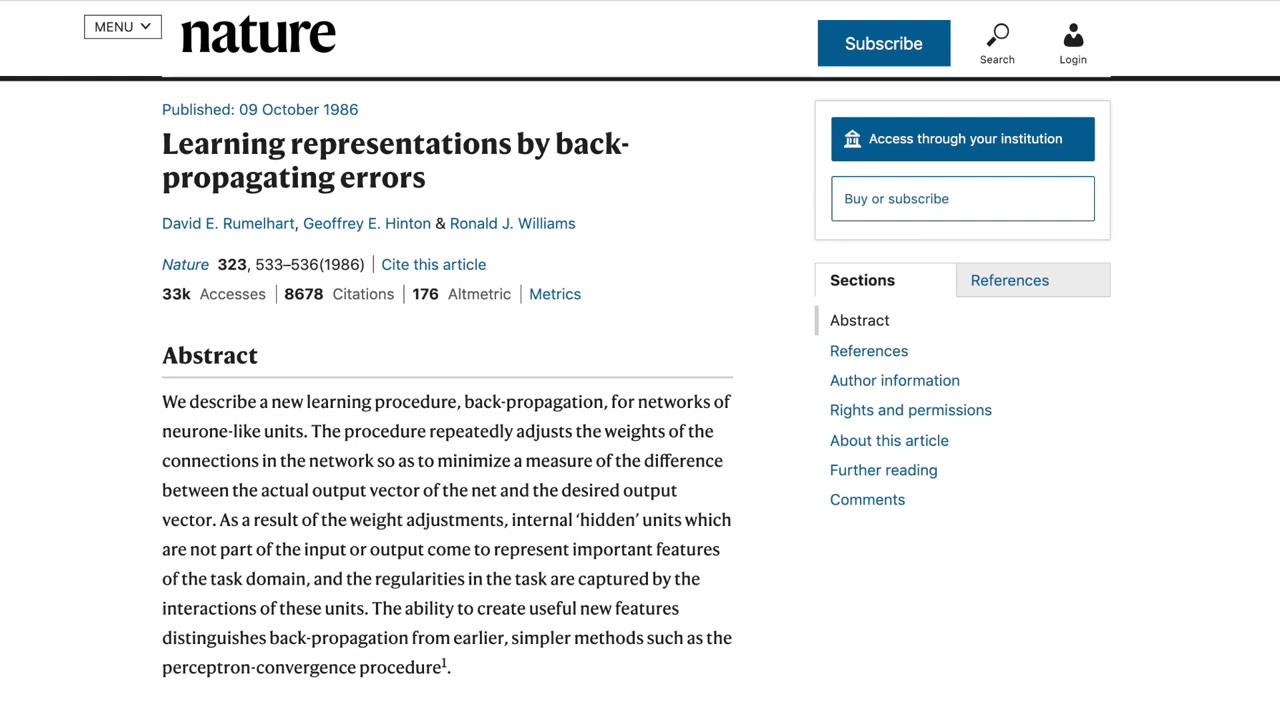 MENU
nature
Subscribe
Search
Login
Published: 09 October 1986
Learning representations by back-
propagating errors
David E. Rumelhart, Geoffrey E. Hinton & Ronald J. Williams
Nature 323, 533–536(1986) | Cite this article
33k Accesses | 8678 Citations | 176 Altmetric | Metrics
Abstract
We describe a new learning procedure, back-propagation, for networks of
neurone-like units. The procedure repeatedly adjusts the weights of the
connections in the network so as to minimize a measure of the difference
between the actual output vector of the net and the desired output
vector. As a result of the weight adjustments, internal ‘hidden’ units which
are not part of the input or output come to represent important features
of the task domain, and the regularities in the task are captured by the
interactions of these units. The ability to create useful new features
distinguishes back-propagation from earlier, simpler methods such as the
perceptron-convergence procedure¹.
Access through your institution
Buy or subscribe
Sections
References
Abstract
References
Author information
Rights and permissions
About this article
Further reading
Comments